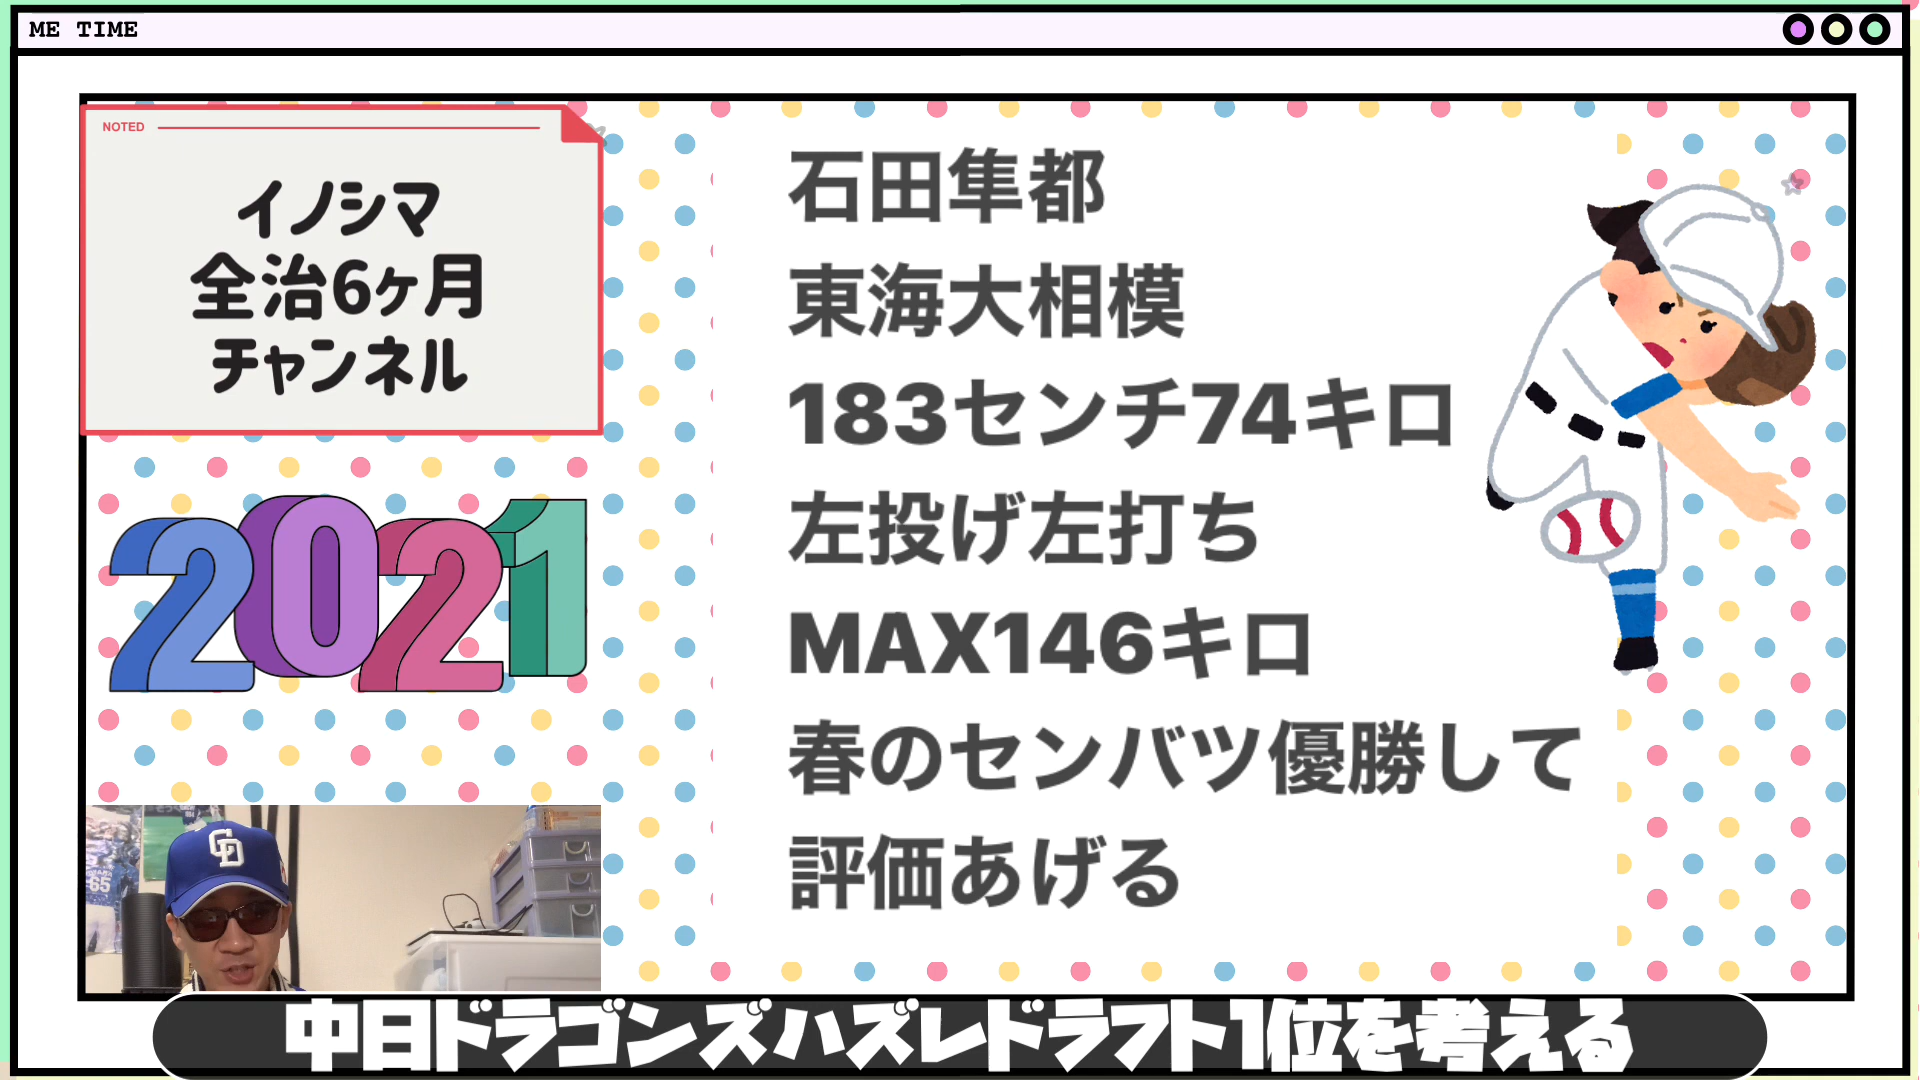 ME TIME
NOTED
イノシマ
全治6ヶ月
チャンネル
2021
石田隼都
東海大相模
183センチ74キロ
左投げ左打ち
MAX146キロ
春のセンバツ優勝して
評価あげる
65
CD
中日ドラゴンズハズレドラフト1位を考える